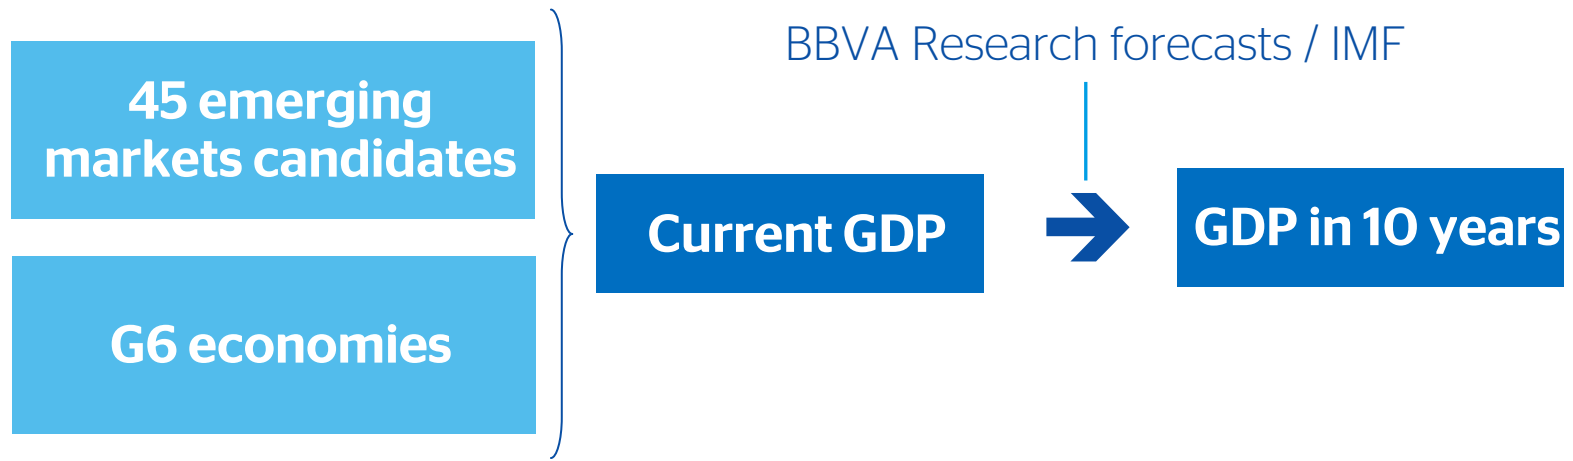 45 emerging
markets candidates
G6 economies
BBVA Research forecasts / IMF
Current GDP
GDP in 10 years